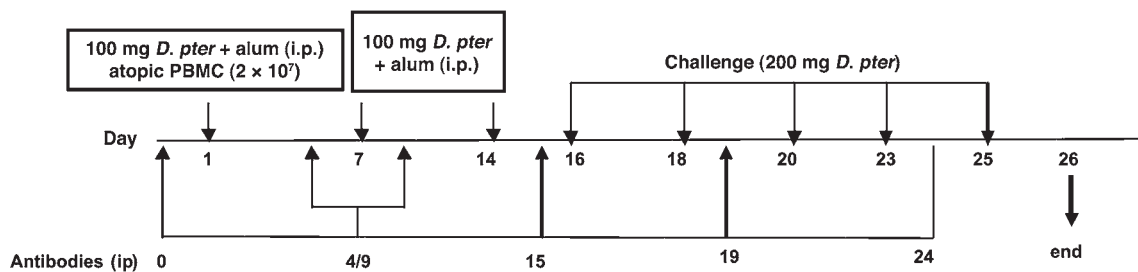 100 mg D. pter + alum (i.p.)
atopic PBMC (2 × 10⁷)
100 mg D. pter
+ alum (i.p.)
Challenge (200 mg D. pter)
Day
1 7 14 16 18 20 23 25 26
Antibodies (ip) 0 4/9 15 19 24 end